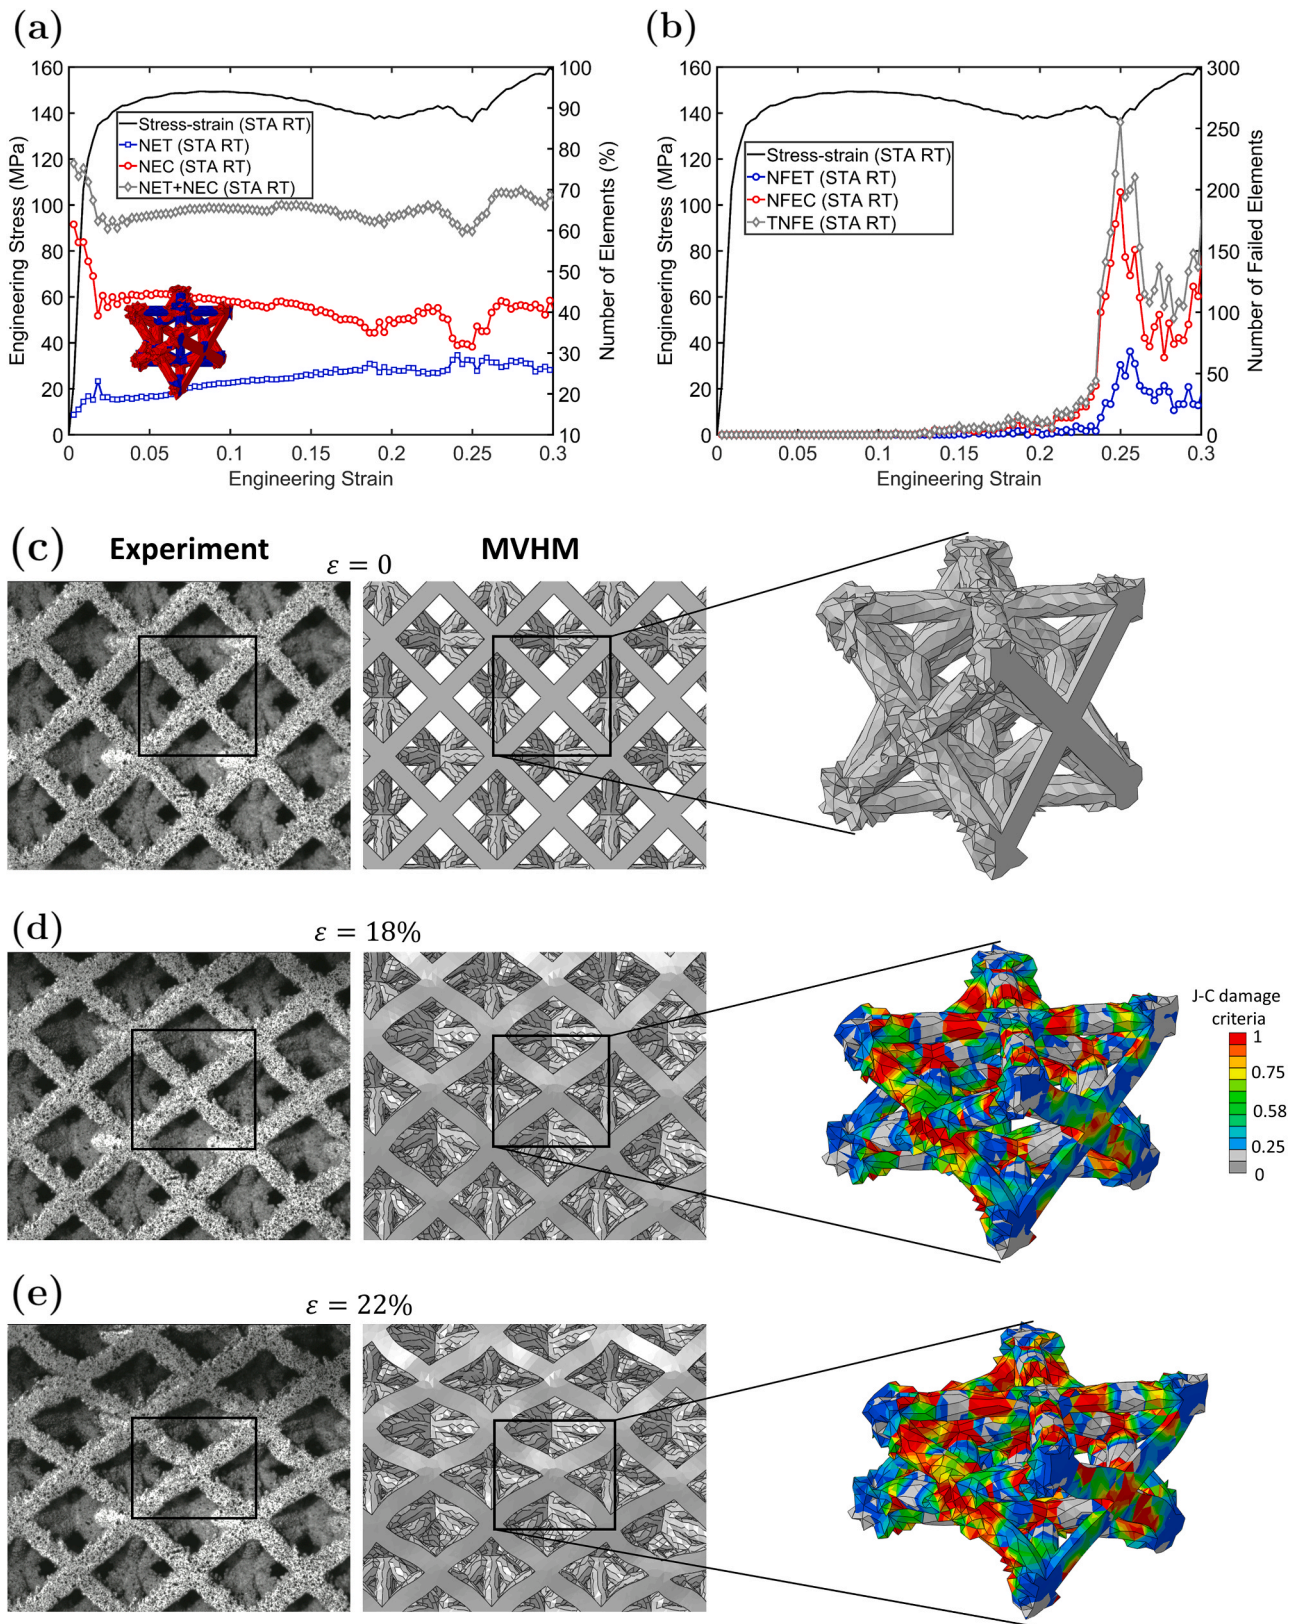 (a)
160
140
120
100
80
60
40
20
0
Engineering Stress (MPa)
100
90
80
70
60
50
40
30
20
10
Number of Elements (%)
Stress-strain (STA RT)
NET (STA RT)
NEC (STA RT)
NET+NEC (STA RT)
0 0.05 0.1 0.15 0.2 0.25 0.3
Engineering Strain
(b)
160
140
120
100
80
60
40
20
0
Engineering Stress (MPa)
300
250
200
150
100
50
0
Number of Failed Elements
Stress-strain (STA RT)
NFET (STA RT)
NFEC (STA RT)
TNFE (STA RT)
0 0.05 0.1 0.15 0.2 0.25 0.3
Engineering Strain
(c)
Experiment
MVHM
ε = 0
(d)
ε = 18%
J-C damage
criteria
1
0.75
0.58
0.25
0
(e)
ε = 22%